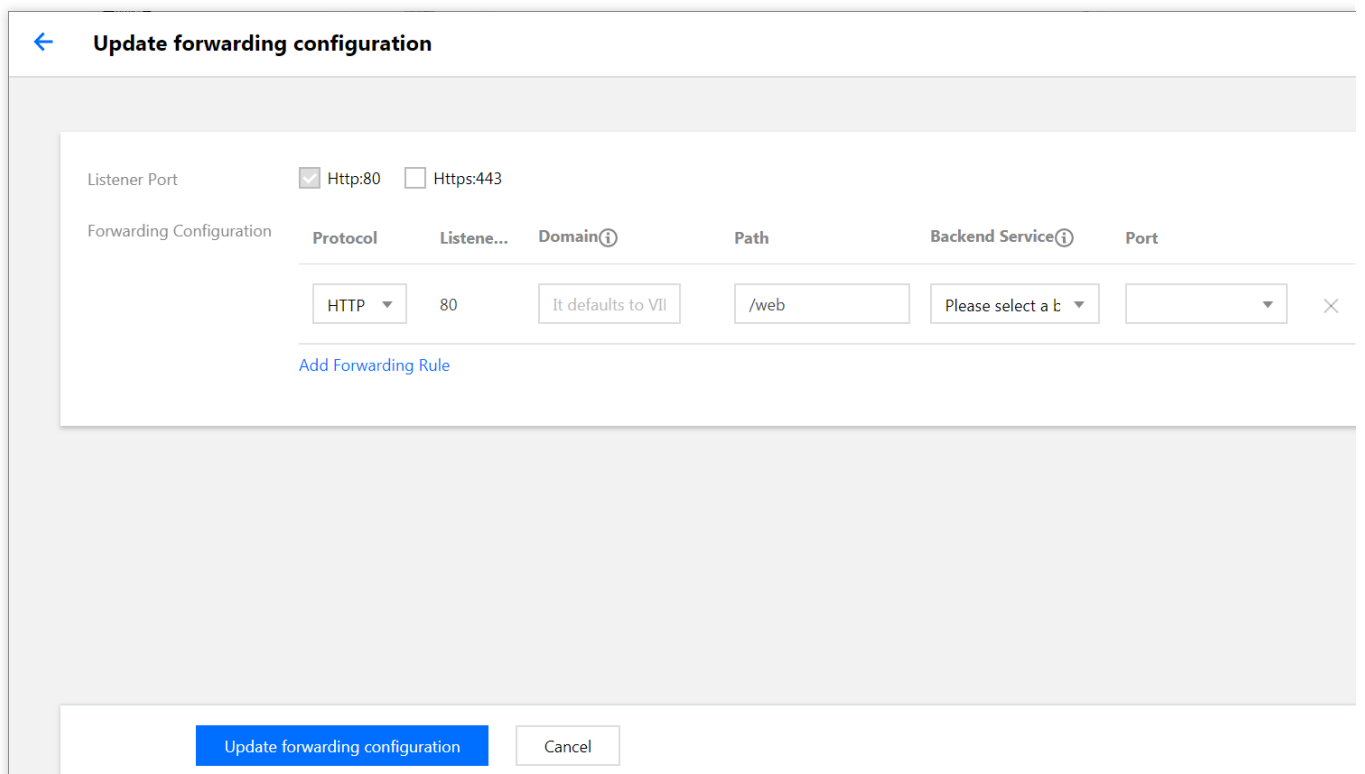 Update forwarding configuration
Listener Port Http:80 Https:443
Forwarding Configuration Protocol Listene... Domain Path Backend Service Port
HTTP 80 It defaults to VII /web Please select a b
Add Forwarding Rule
Update forwarding configuration Cancel